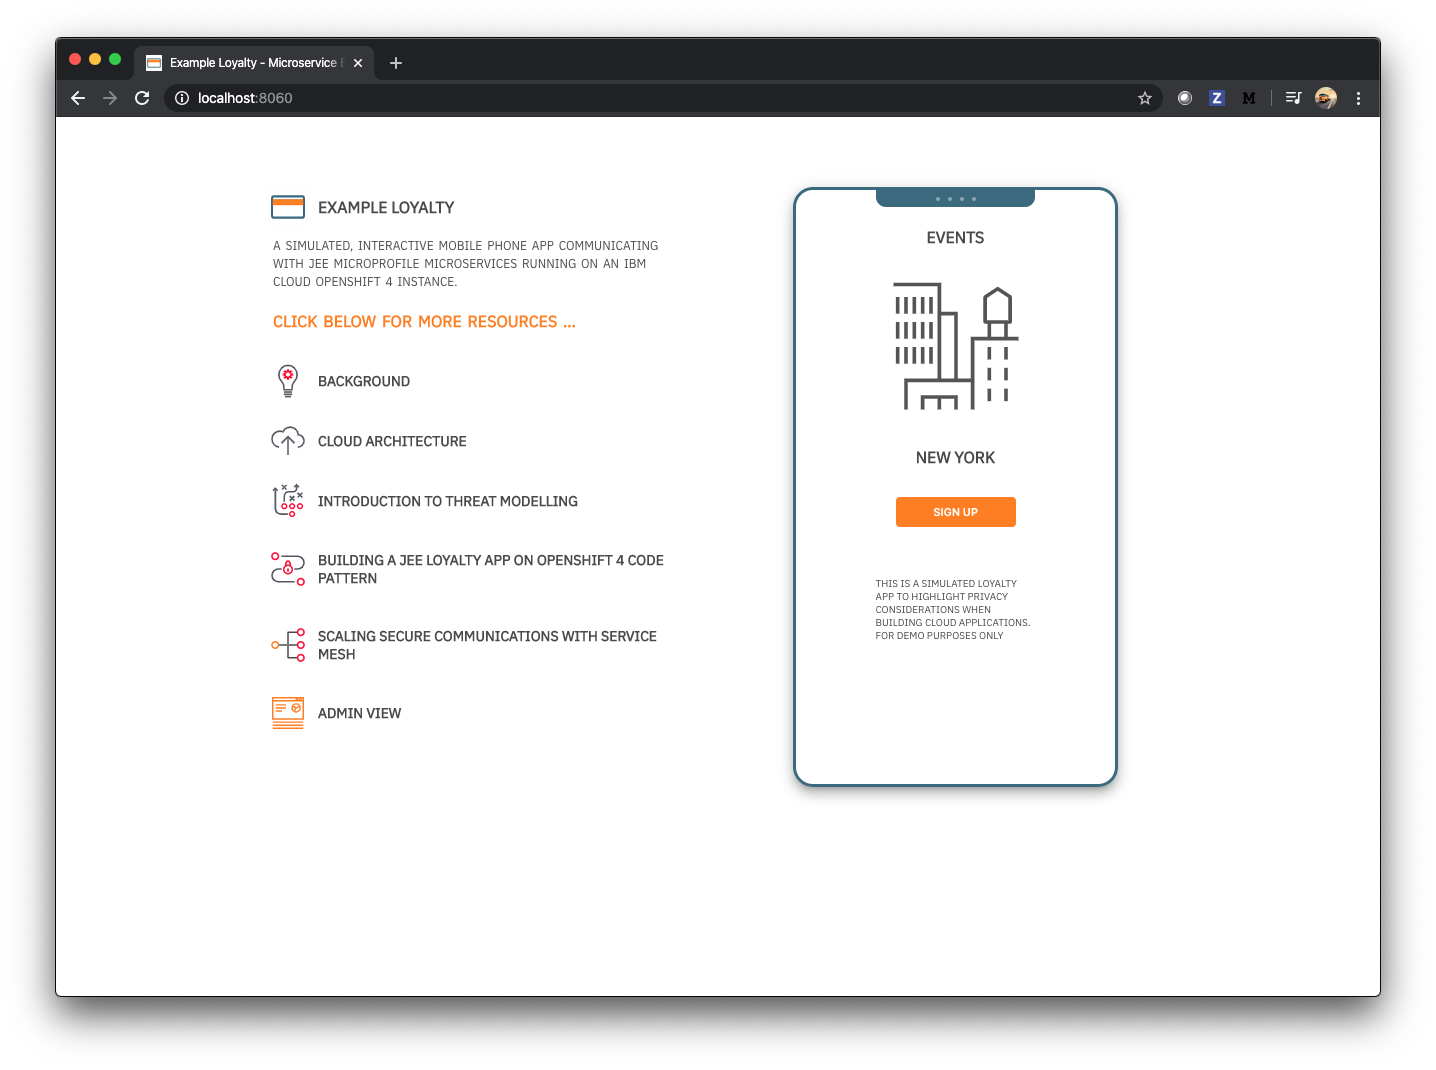 Example Loyalty - Microservice
localhost:8060
Z
M
EXAMPLE LOYALTY
A SIMULATED, INTERACTIVE MOBILE PHONE APP COMMUNICATING
WITH JEE MICROPROFILE MICROSERVICES RUNNING ON AN IBM
CLOUD OPENSHIFT 4 INSTANCE.
CLICK BELOW FOR MORE RESOURCES ...
BACKGROUND
CLOUD ARCHITECTURE
INTRODUCTION TO THREAT MODELLING
BUILDING A JEE LOYALTY APP ON OPENSHIFT 4 CODE
PATTERN
SCALING SECURE COMMUNICATIONS WITH SERVICE
MESH
ADMIN VIEW
EVENTS
NEW YORK
SIGN UP
THIS IS A SIMULATED LOYALTY
APP TO HIGHLIGHT PRIVACY
CONSIDERATIONS WHEN
BUILDING CLOUD APPLICATIONS.
FOR DEMO PURPOSES ONLY